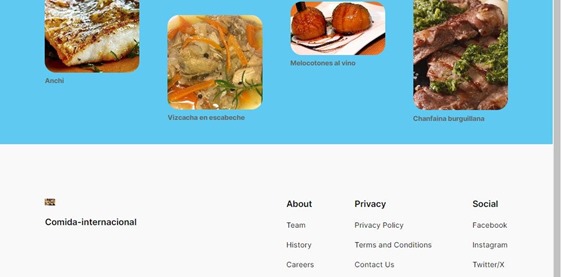 Anchi
Vizcacha en escabeche
Melocotones al vino
Chanfaina burguillana
Comida-internacional
About
Team
History
Careers
Privacy
Privacy Policy
Terms and Conditions
Contact Us
Social
Facebook
Instagram
Twitter/X